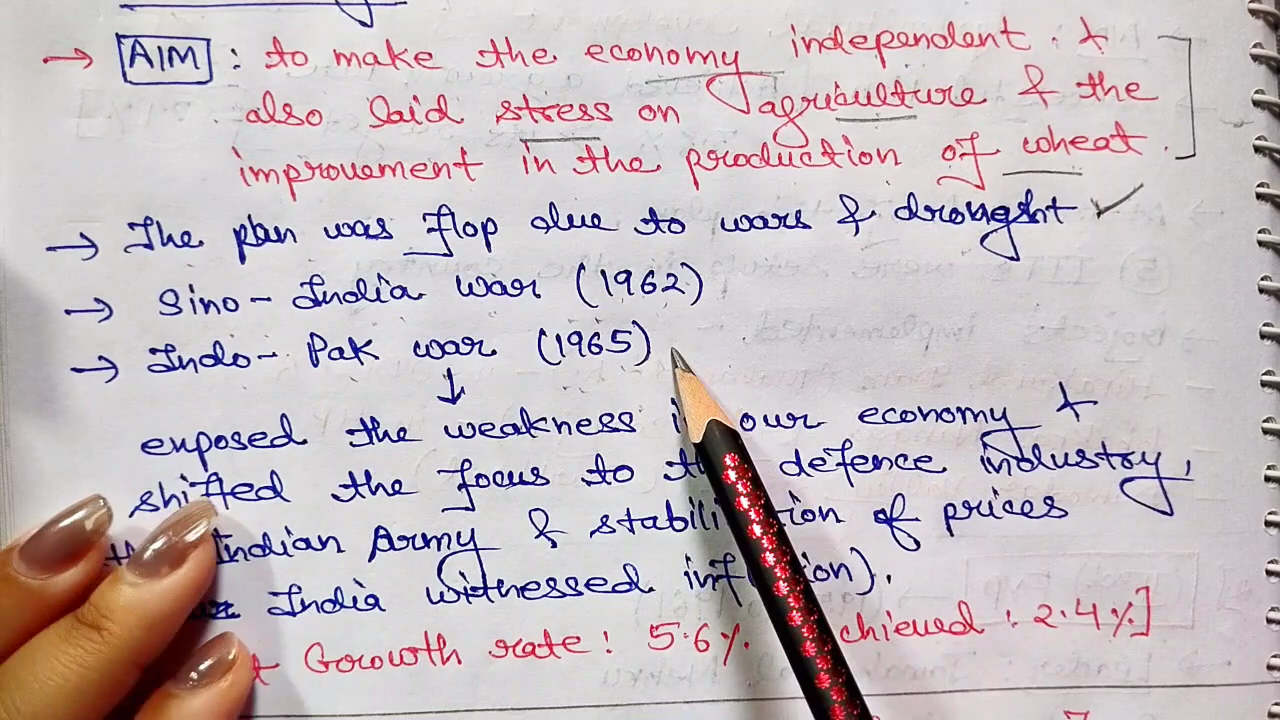 → AIM : to make the economy independent. &
also laid stress on agriculture & the
improvement in the production of wheat.
→ The plan was flop due to wars & drought ✓
→ Sino - India war (1962)
→ Indo - Pak war (1965)
↓
exposed the weakness our economy &
shifted the focus to defence industry,
Indian Army & of prices
India witnessed
Growth rate : 5.6%. : 2.4%]